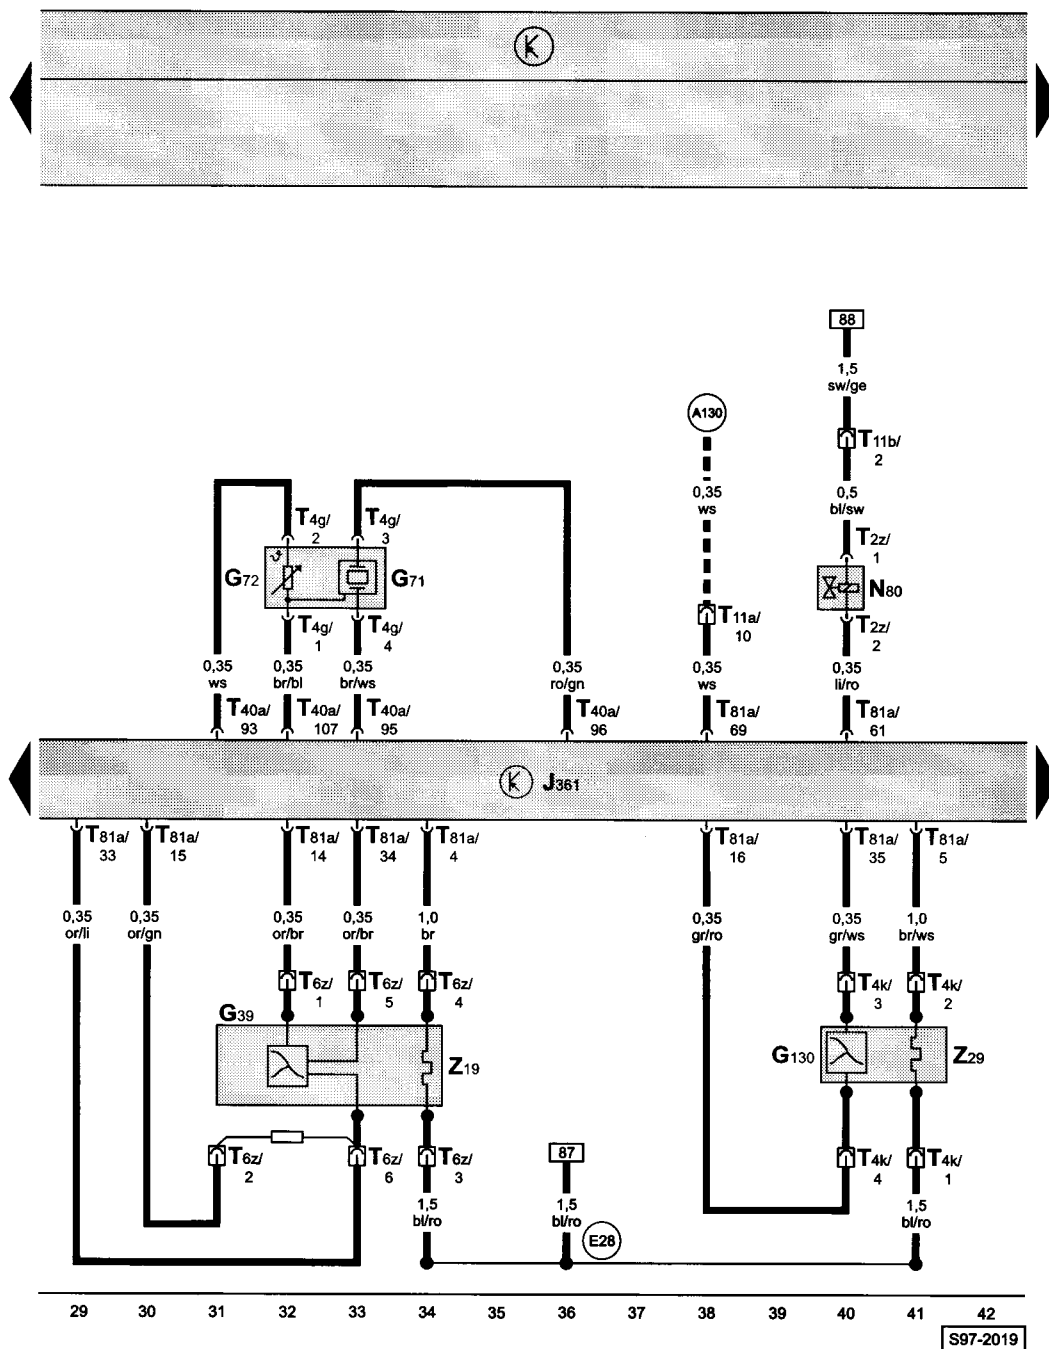 88
1,5
sw/ge
A130
T11b/
2
0,35
ws
0,5
bl/sw
T4g/
2
T4g/
3
T2z/
1
G72
G71
N80
T11a/
10
T4g/
1
T4g/
4
T2z/
2
0,35
ws
0,35
br/bl
0,35
br/ws
0,35
ro/gn
0,35
ws
0,35
li/ro
T40a/
93
T40a/
107
T40a/
95
T40a/
96
T81a/
69
T81a/
61
J361
T81a/
33
T81a/
15
T81a/
14
T81a/
34
T81a/
4
T81a/
16
T81a/
35
T81a/
5
0,35
or/li
0,35
or/gn
0,35
or/br
0,35
or/br
1,0
br
0,35
gr/ro
0,35
gr/ws
1,0
br/ws
T6z/
1
T6z/
5
T6z/
4
T4k/
3
T4k/
2
G39
Z19
G130
Z29
T6z/
2
T6z/
6
T6z/
3
87
T4k/
4
T4k/
1
1,5
bl/ro
1,5
bl/ro
E28
1,5
bl/ro
29 30 31 32 33 34 35 36 37 38 39 40 41 42
S97-2019